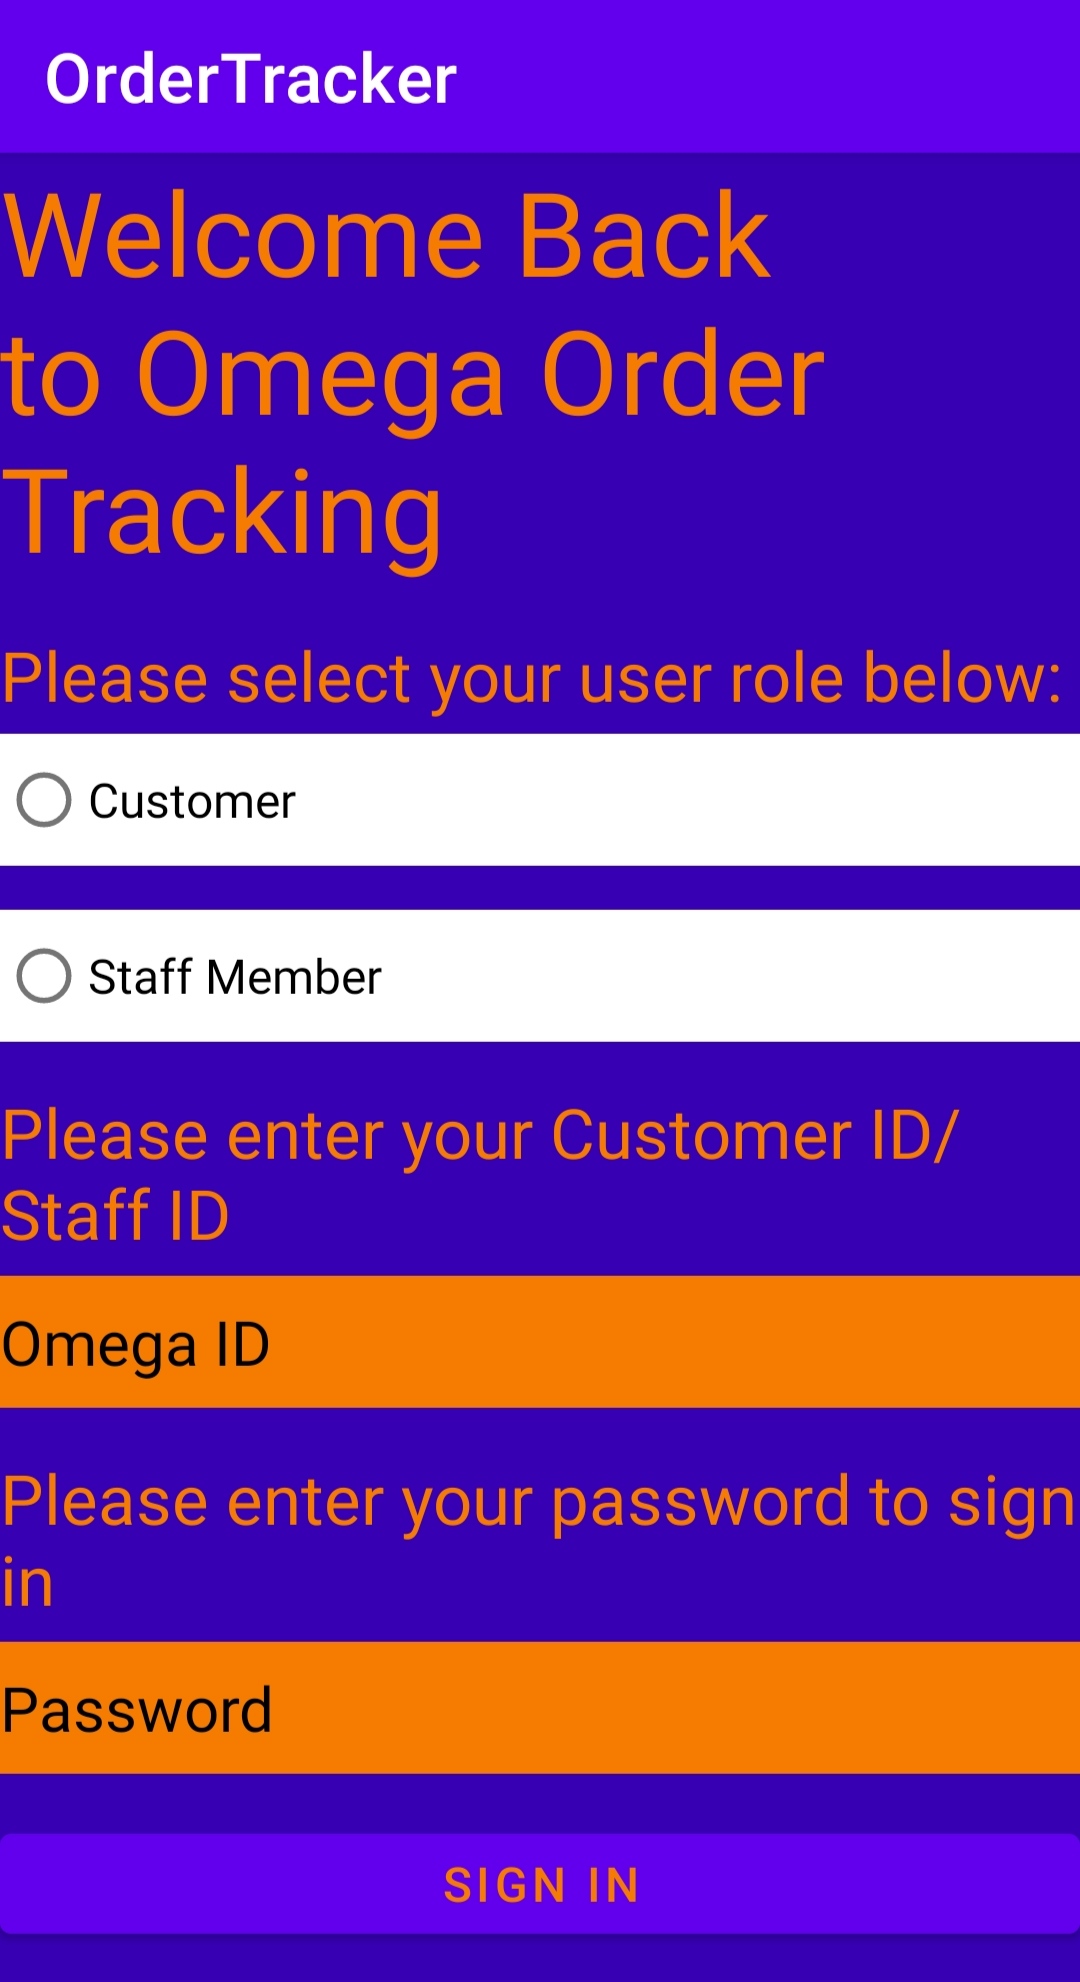 OrderTracker
Welcome Back
to Omega Order
Tracking
Please select your user role below:
Customer
Staff Member
Please enter your Customer ID/
Staff ID
Omega ID
Please enter your password to sign
in
Password
SIGN IN